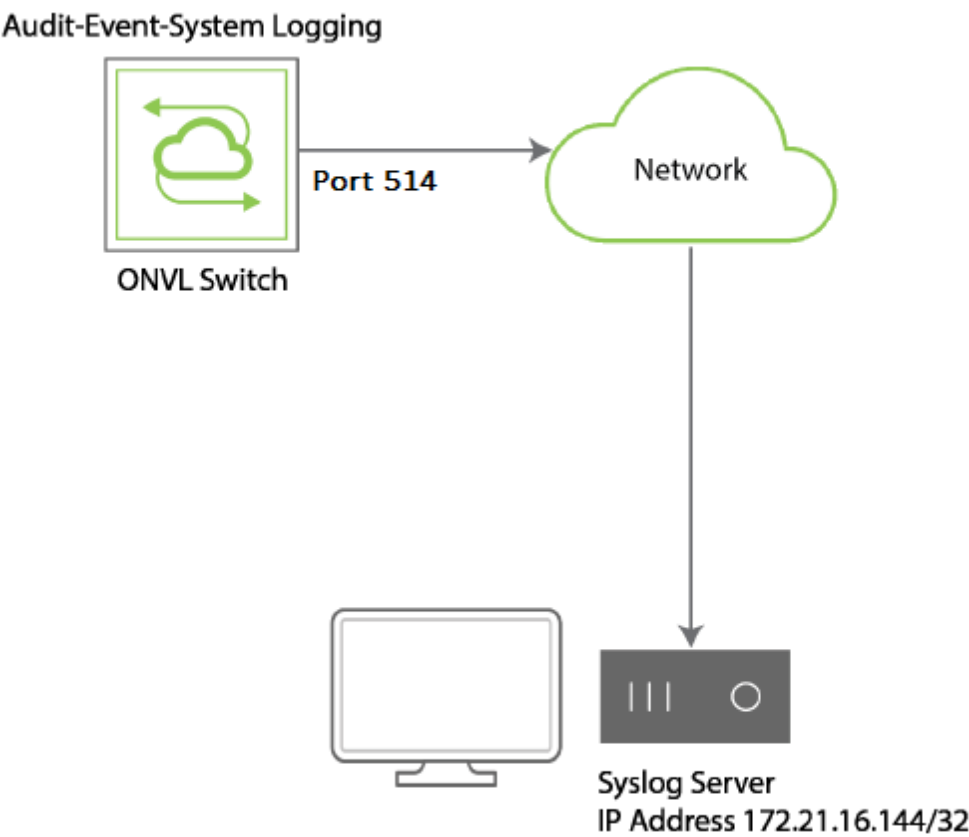 Audit-Event-System Logging
Port 514
Network
ONVL Switch
Syslog Server
IP Address 172.21.16.144/32